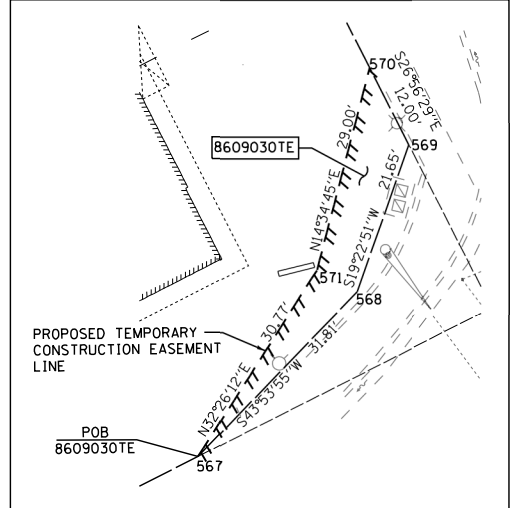 570
S26°56'29"E
12.00'
569
29.00'
8609030TE
21.65'
N14°34'45"E
S19°22'51"W
571
568
30.77'
PROPOSED TEMPORARY
CONSTRUCTION EASEMENT
LINE
31.81'
N32°26'12"E
S43°53'55"W
POB
8609030TE
567